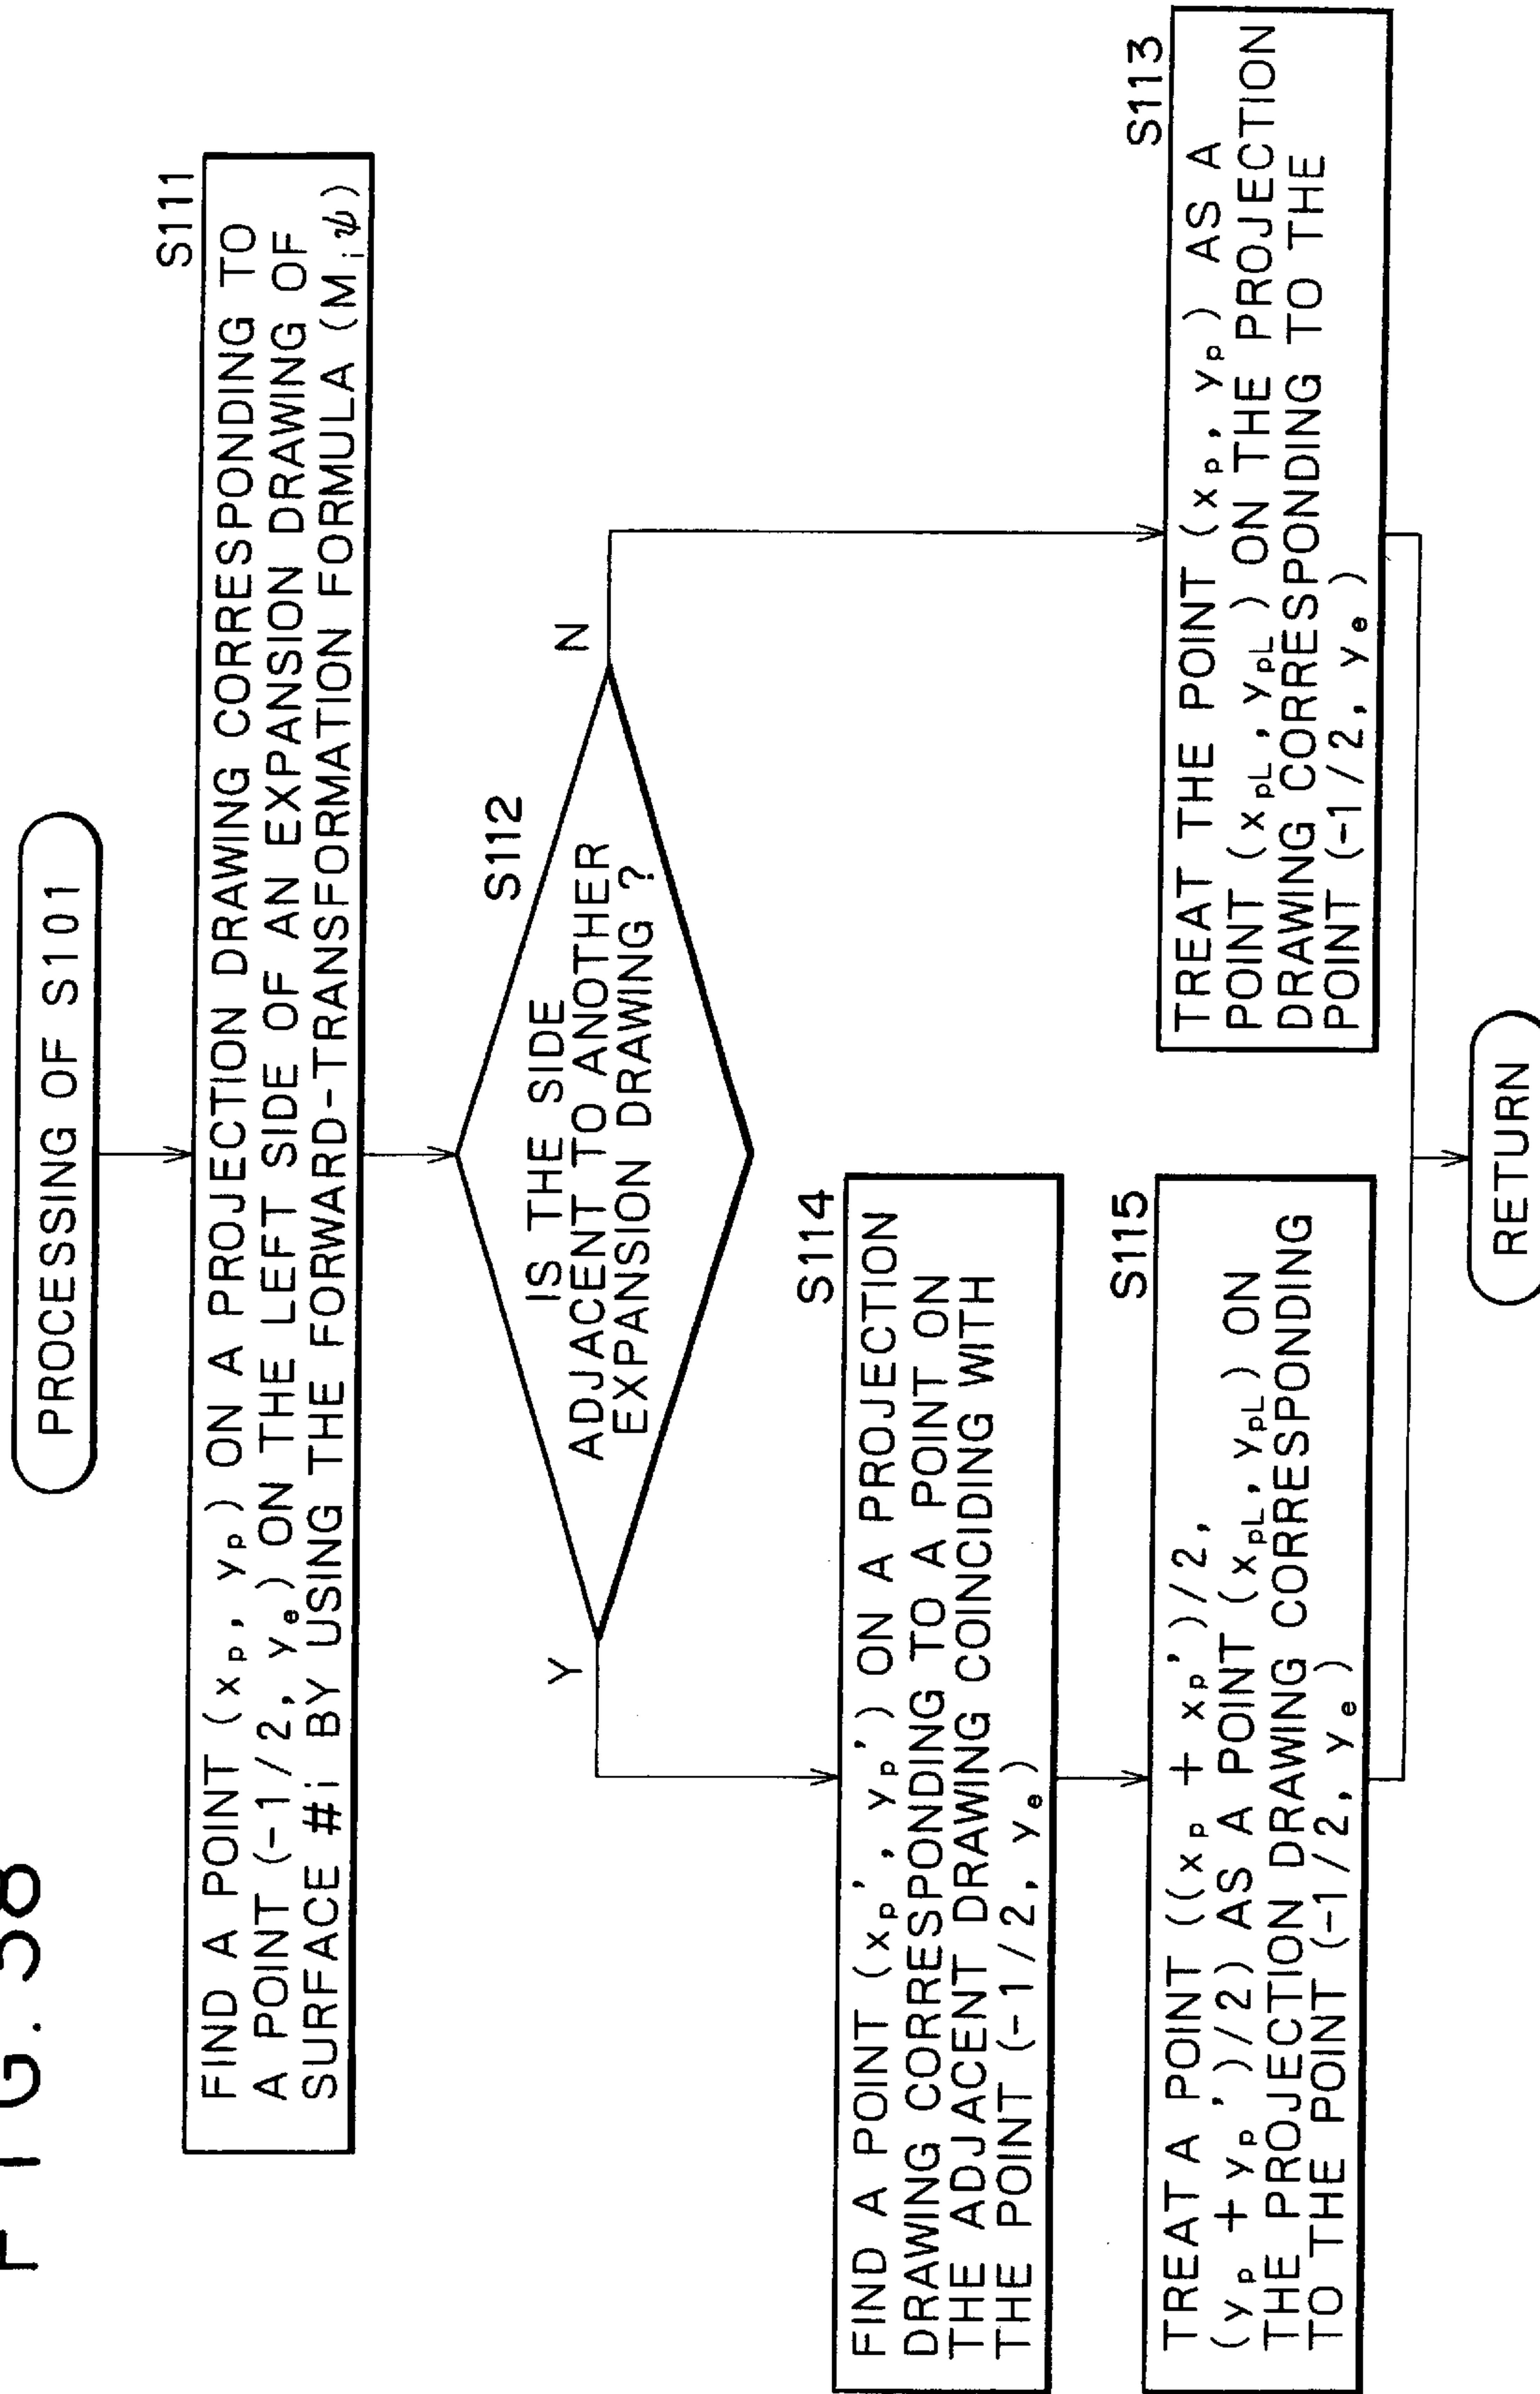 FIG. 38
PROCESSING OF S101
S111
FIND A POINT (xp, yp) ON A PROJECTION DRAWING CORRESPONDING TO
A POINT (-1/2, ye) ON THE LEFT SIDE OF AN EXPANSION DRAWING OF
SURFACE #i BY USING THE FORWARD-TRANSFORMATION FORMULA (Miψ)
S112
IS THE SIDE
ADJACENT TO ANOTHER
EXPANSION DRAWING ?
Y
N
S114
FIND A POINT (xp', yp') ON A PROJECTION
DRAWING CORRESPONDING TO A POINT ON
THE ADJACENT DRAWING COINCIDING WITH
THE POINT (-1/2, ye)
S115
TREAT A POINT ((xp + xp')/2,
(yp + yp')/2) AS A POINT (xpL, ypL) ON
THE PROJECTION DRAWING CORRESPONDING
TO THE POINT (-1/2, ye)
S113
TREAT THE POINT (xp, yp) AS A
POINT (xpL, ypL) ON THE PROJECTION
DRAWING CORRESPONDING TO THE
POINT (-1/2, ye)
RETURN